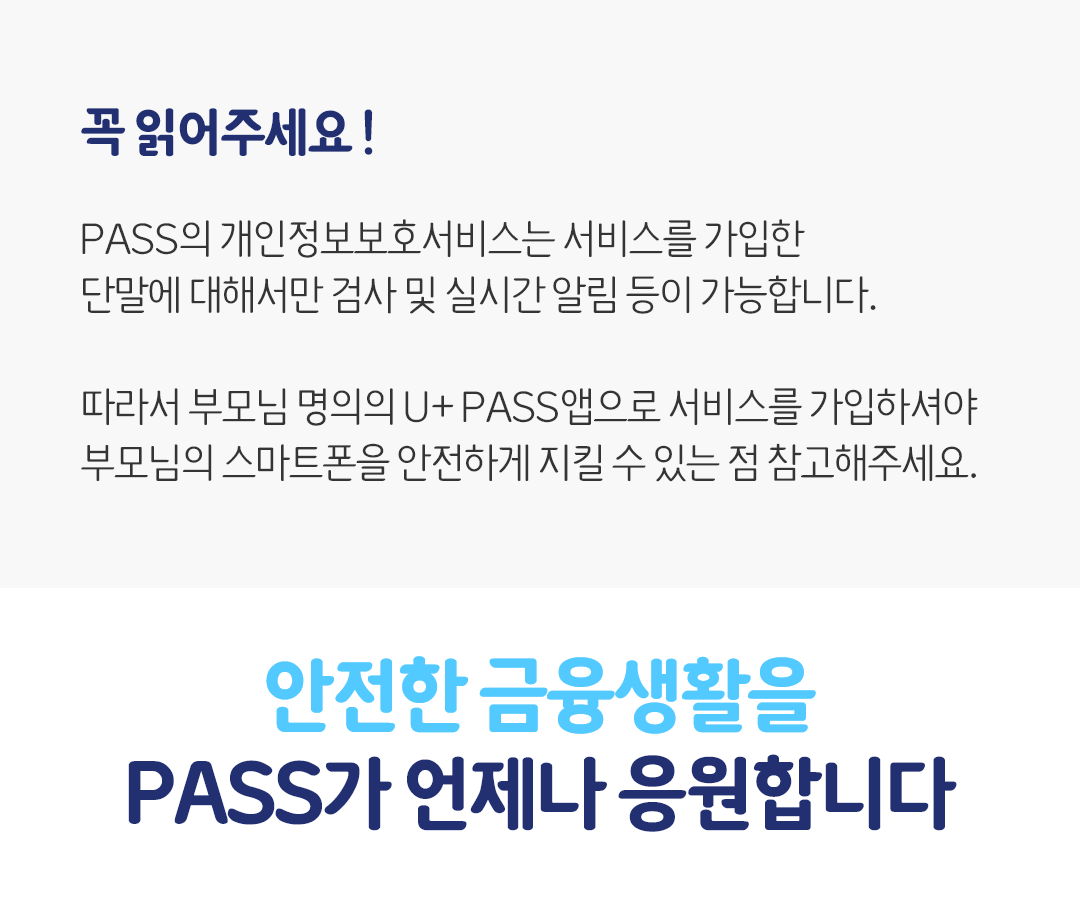 꼭 읽어주세요 !
PASS의 개인정보보호서비스는 서비스를 가입한
단말에 대해서만 검사 및 실시간 알림 등이 가능합니다.
따라서 부모님 명의의 U+ PASS앱으로 서비스를 가입하셔야
부모님의 스마트폰을 안전하게 지킬 수 있는 점 참고해주세요.
안전한 금융생활을
PASS가 언제나 응원합니다